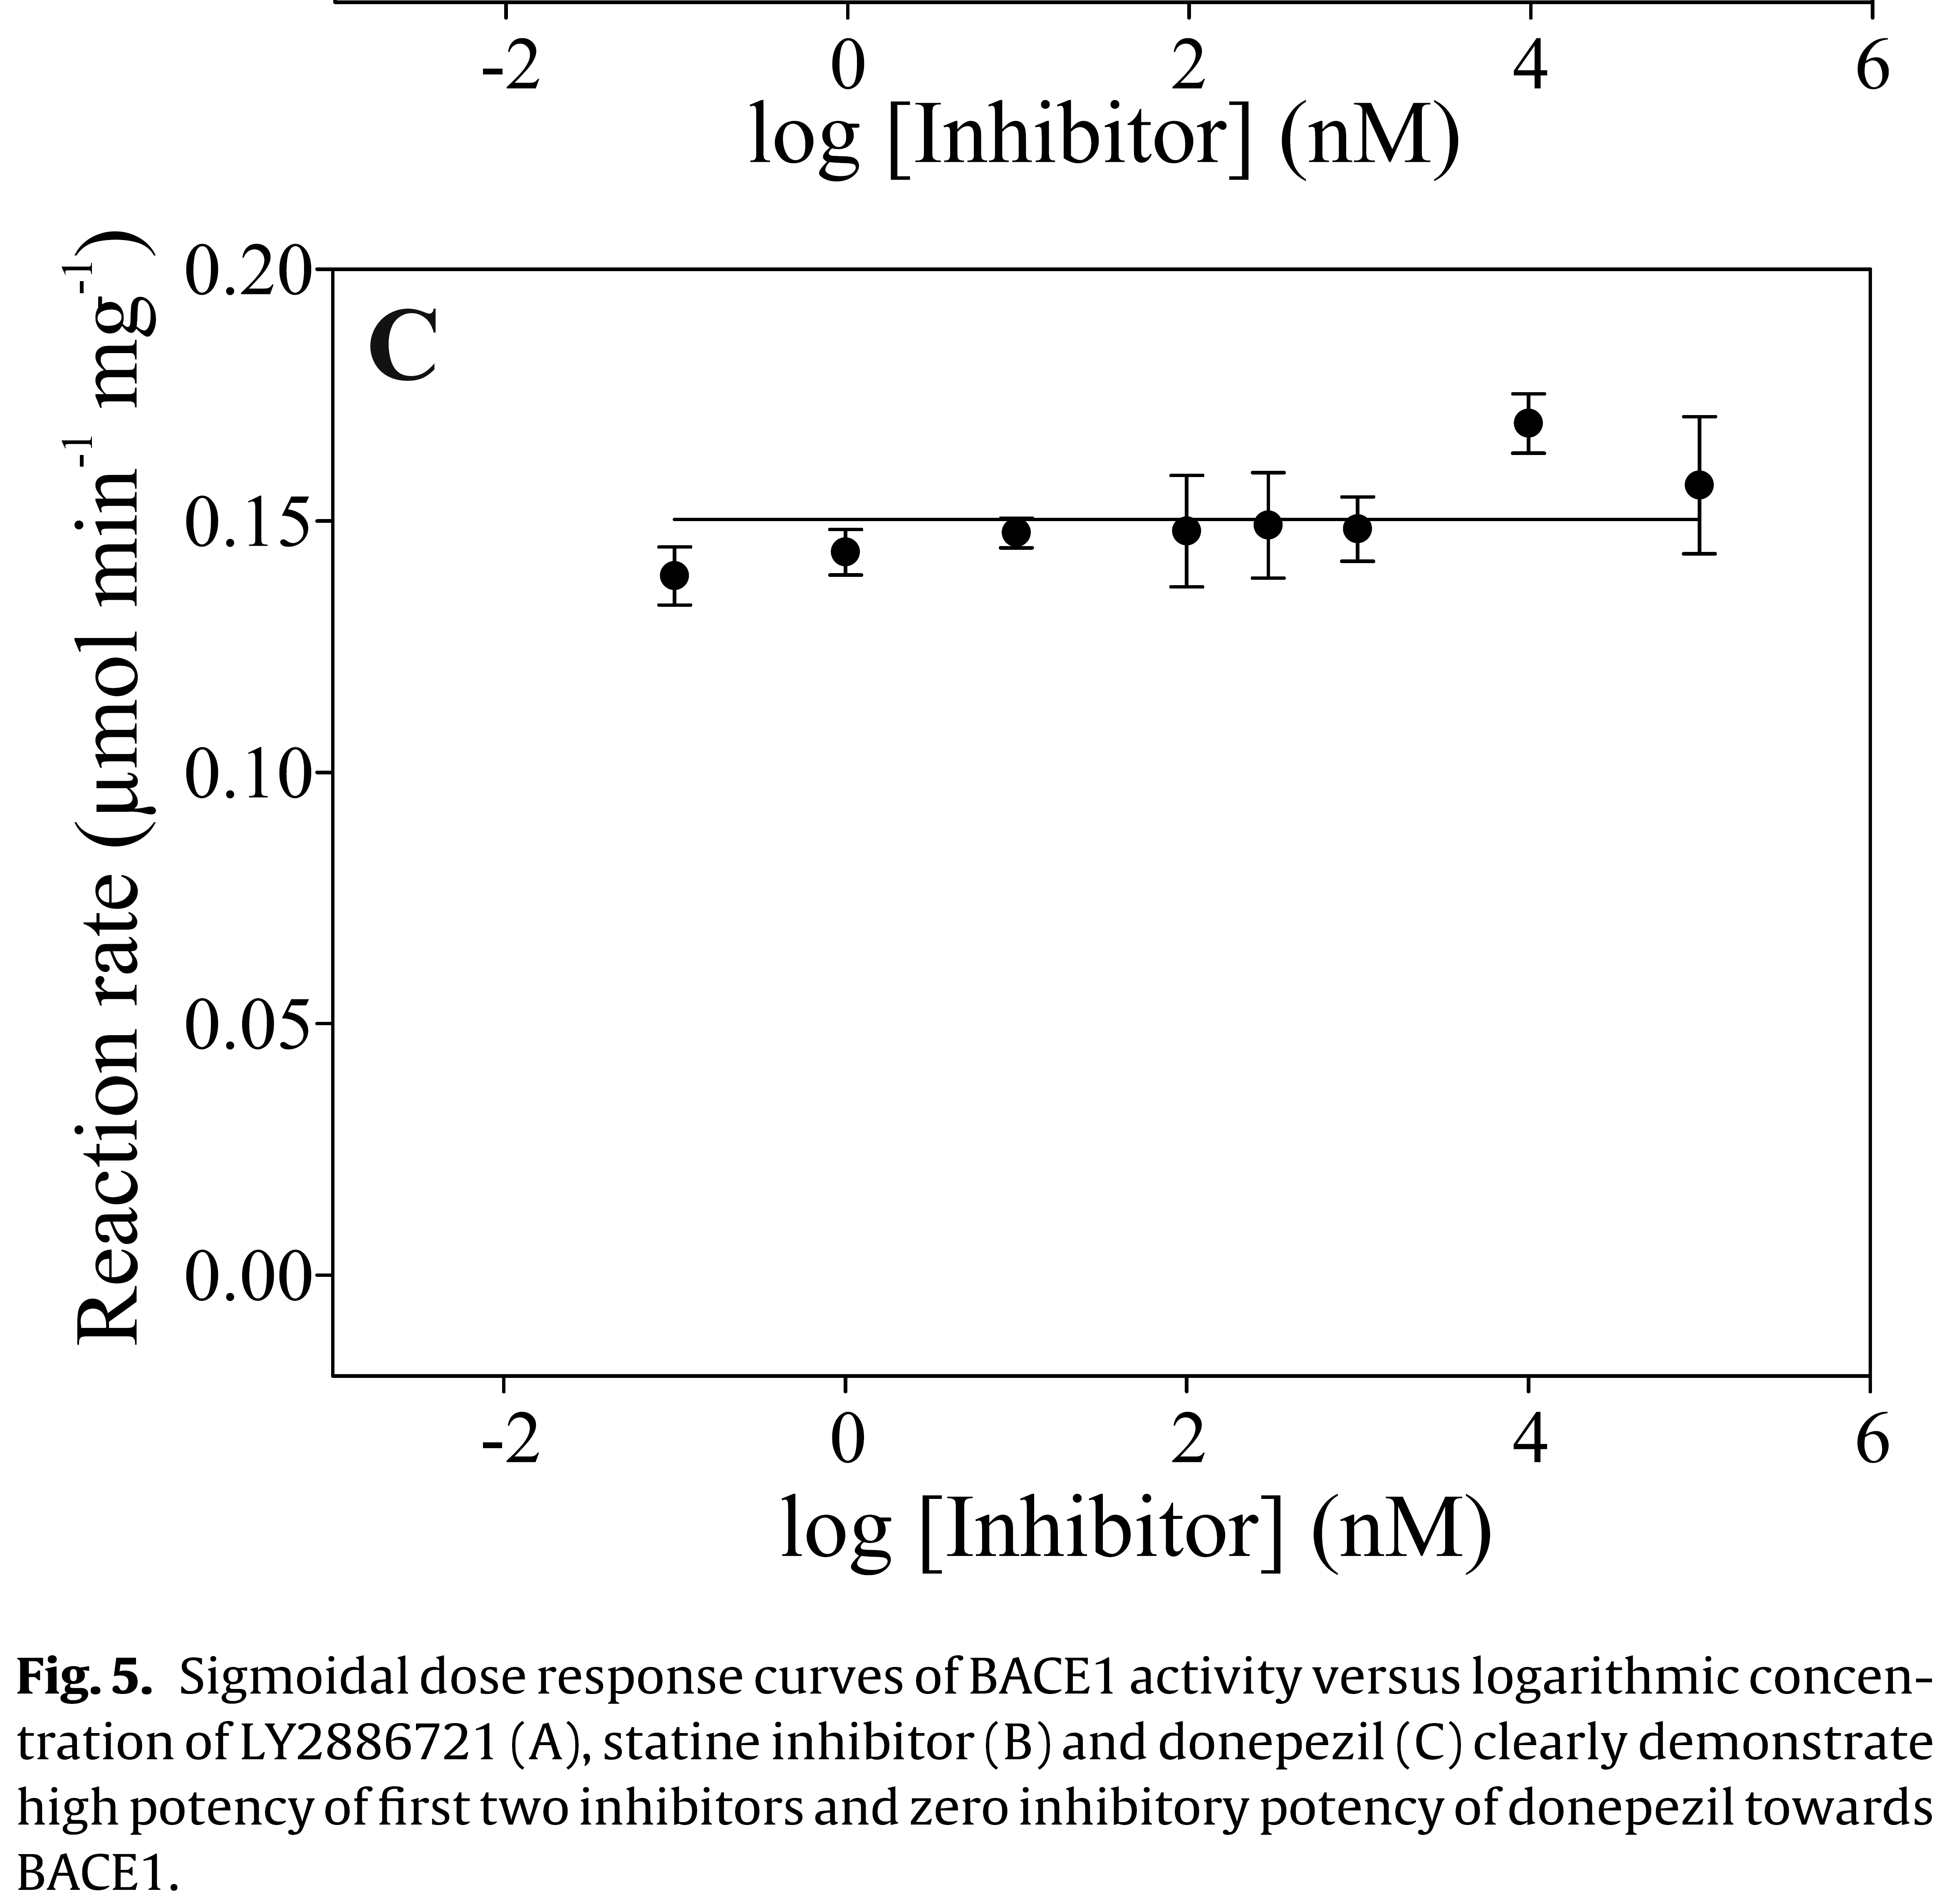 -2 0 2 4 6
log [Inhibitor] (nM)
Reaction rate (μmol min-1 mg-1)
0.20
C
0.15
0.10
0.05
0.00
-2 0 2 4 6
log [Inhibitor] (nM)
Fig. 5. Sigmoidal dose response curves of BACE1 activity versus logarithmic concen-
tration of LY2886721 (A), statine inhibitor (B) and donepezil (C) clearly demonstrate
high potency of first two inhibitors and zero inhibitory potency of donepezil towards
BACE1.